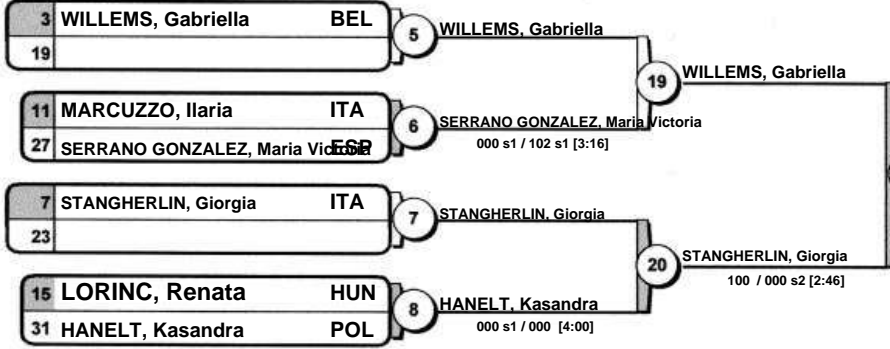 3 WILLEMS, Gabriella BEL
19
5
WILLEMS, Gabriella
11 MARCUZZO, Ilaria ITA
27 SERRANO GONZALEZ, Maria Victoria ESP
6
SERRANO GONZALEZ, Maria Victoria
000 s1 / 102 s1 [3:16]
19
WILLEMS, Gabriella
7 STANGHERLIN, Giorgia ITA
23
7
STANGHERLIN, Giorgia
15 LORINC, Renata HUN
31 HANELT, Kasandra POL
8
HANELT, Kasandra
000 s1 / 000 [4:00]
20
STANGHERLIN, Giorgia
100 / 000 s2 [2:46]